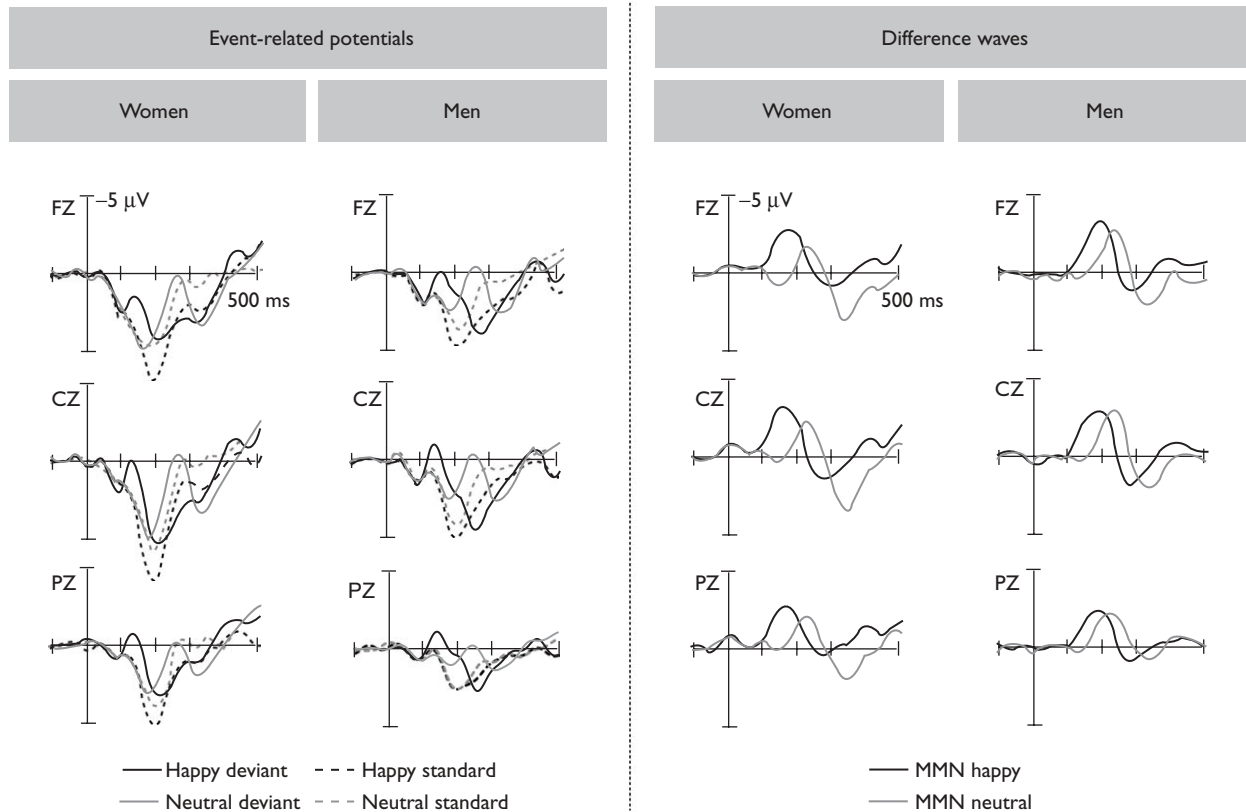 Event-related potentials
Difference waves
Women
Men
Women
Men
FZ
−5 μV
500 ms
FZ
FZ
−5 μV
500 ms
FZ
CZ
CZ
CZ
CZ
PZ
PZ
PZ
PZ
Happy deviant
Happy standard
Neutral deviant
Neutral standard
MMN happy
MMN neutral